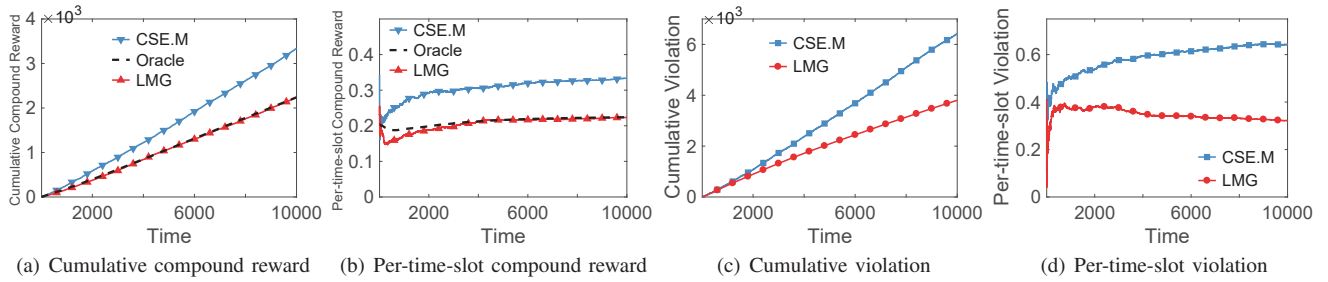 ×10³
Cumulative Compound Reward
4
3
2
1
0
CSE.M
Oracle
LMG
2000
6000
10000
Time
(a) Cumulative compound reward
Per-time-slot Compound Reward
0.4
0.3
0.2
0.1
0
CSE.M
Oracle
LMG
2000
6000
10000
Time
(b) Per-time-slot compound reward
×10³
Cumulative Violation
6
4
2
0
CSE.M
LMG
2000
6000
10000
Time
(c) Cumulative violation
Per-time-slot Violation
0.6
0.4
0.2
0
CSE.M
LMG
2000
6000
10000
Time
(d) Per-time-slot violation